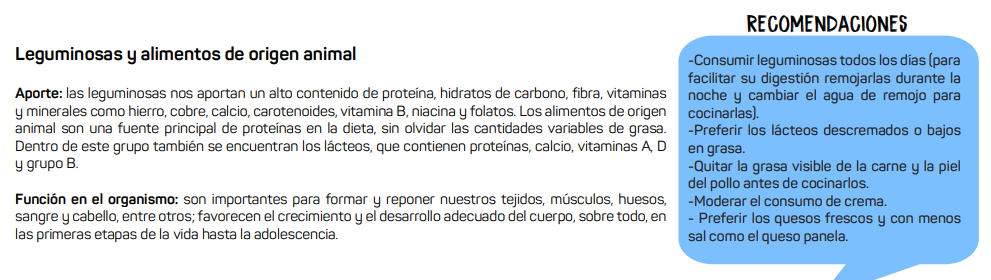 Leguminosas y alimentos de origen animal
Aporte: las leguminosas nos aportan un alto contenido de proteína, hidratos de carbono, fibra, vitaminas
y minerales como hierro, cobre, calcio, carotenoides, vitamina B, niacina y folatos. Los alimentos de origen
animal son una fuente principal de proteínas en la dieta, sin olvidar las cantidades variables de grasa.
Dentro de este grupo también se encuentran los lácteos, que contienen proteínas, calcio, vitaminas A, D
y grupo B.
Función en el organismo: son importantes para formar y reponer nuestros tejidos, músculos, huesos,
sangre y cabello, entre otros; favorecen el crecimiento y el desarrollo adecuado del cuerpo, sobre todo, en
las primeras etapas de la vida hasta la adolescencia.
RECOMENDACIONES
-Consumir leguminosas todos los días (para
facilitar su digestión remojarlas durante la
noche y cambiar el agua de remojo para
cocinarlas).
-Preferir los lácteos descremados o bajos
en grasa.
-Quitar la grasa visible de la carne y la piel
del pollo antes de cocinarlos.
-Moderar el consumo de crema.
- Preferir los quesos frescos y con menos
sal como el queso panela.